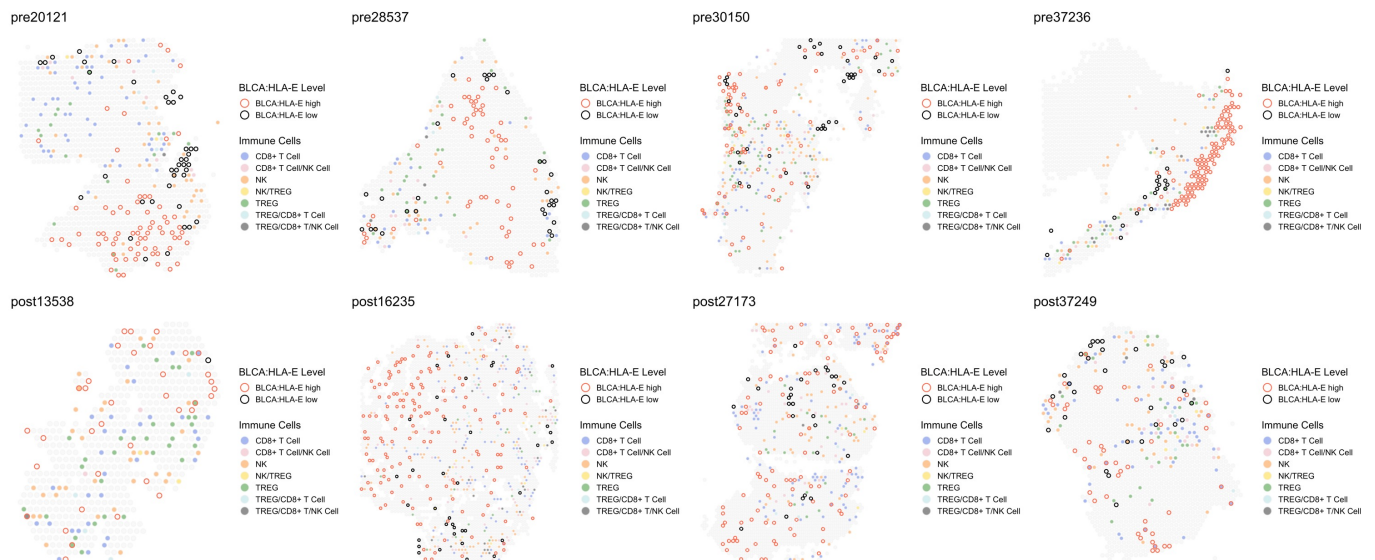 pre20121
BLCA:HLA-E Level
BLCA:HLA-E high
BLCA:HLA-E low
Immune Cells
CD8+ T Cell
CD8+ T Cell/NK Cell
NK
NK/TREG
TREG
TREG/CD8+ T Cell
TREG/CD8+ T/NK Cell
pre28537
BLCA:HLA-E Level
BLCA:HLA-E high
BLCA:HLA-E low
Immune Cells
CD8+ T Cell
CD8+ T Cell/NK Cell
NK
NK/TREG
TREG
TREG/CD8+ T Cell
TREG/CD8+ T/NK Cell
pre30150
BLCA:HLA-E Level
BLCA:HLA-E high
BLCA:HLA-E low
Immune Cells
CD8+ T Cell
CD8+ T Cell/NK Cell
NK
NK/TREG
TREG
TREG/CD8+ T Cell
TREG/CD8+ T/NK Cell
pre37236
BLCA:HLA-E Level
BLCA:HLA-E high
BLCA:HLA-E low
Immune Cells
CD8+ T Cell
CD8+ T Cell/NK Cell
NK
NK/TREG
TREG
TREG/CD8+ T Cell
TREG/CD8+ T/NK Cell
post13538
BLCA:HLA-E Level
BLCA:HLA-E high
BLCA:HLA-E low
Immune Cells
CD8+ T Cell
CD8+ T Cell/NK Cell
NK
NK/TREG
TREG
TREG/CD8+ T Cell
TREG/CD8+ T/NK Cell
post16235
BLCA:HLA-E Level
BLCA:HLA-E high
BLCA:HLA-E low
Immune Cells
CD8+ T Cell
CD8+ T Cell/NK Cell
NK
NK/TREG
TREG
TREG/CD8+ T Cell
TREG/CD8+ T/NK Cell
post27173
BLCA:HLA-E Level
BLCA:HLA-E high
BLCA:HLA-E low
Immune Cells
CD8+ T Cell
CD8+ T Cell/NK Cell
NK
NK/TREG
TREG
TREG/CD8+ T Cell
TREG/CD8+ T/NK Cell
post37249
BLCA:HLA-E Level
BLCA:HLA-E high
BLCA:HLA-E low
Immune Cells
CD8+ T Cell
CD8+ T Cell/NK Cell
NK
NK/TREG
TREG
TREG/CD8+ T Cell
TREG/CD8+ T/NK Cell